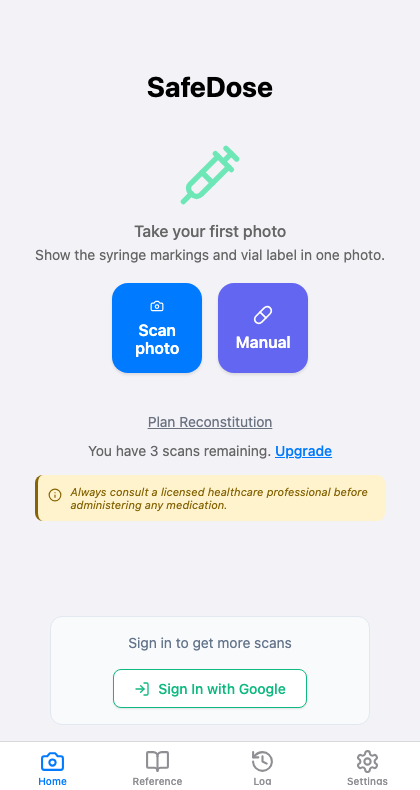 SafeDose
Take your first photo
Show the syringe markings and vial label in one photo.
Scan
photo
Manual
Plan Reconstitution
You have 3 scans remaining. Upgrade
Always consult a licensed healthcare professional before
administering any medication.
Sign in to get more scans
Sign In with Google
Home
Reference
Log
Settings